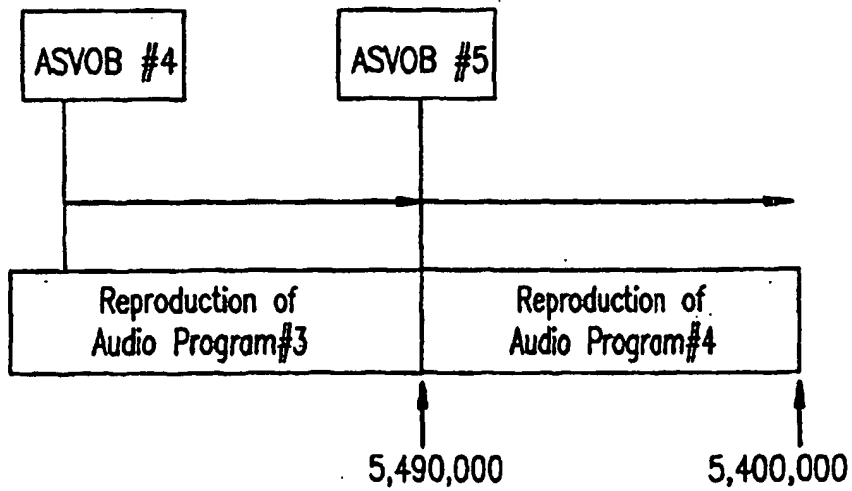 ASVOB #4
ASVOB #5
Reproduction of
Audio Program#3
Reproduction of
Audio Program#4
5,490,000
5,400,000